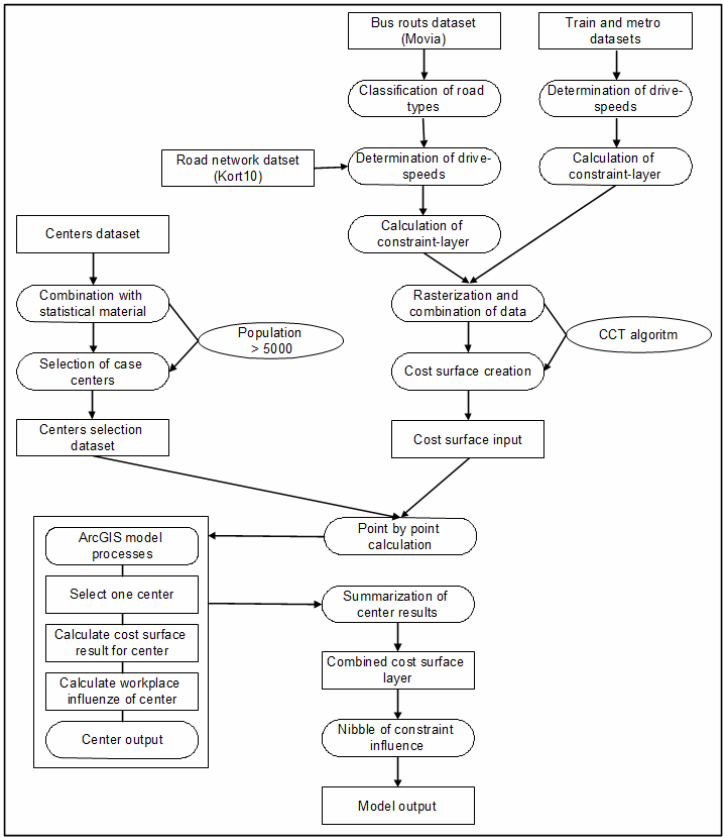 Bus routs dataset
(Movia)
Train and metro
datasets
Classification of road
types
Determination of drive-
speeds
Road network datset
(Kort10)
Determination of drive-
speeds
Calculation of
constraint-layer
Centers dataset
Calculation of
constraint-layer
Combination with
statistical material
Rasterization and
combination of data
Population
> 5000
CCT algoritm
Selection of case
centers
Cost surface creation
Centers selection
dataset
Cost surface input
Point by point
calculation
ArcGIS model
processes
Select one center
Calculate cost surface
result for center
Calculate workplace
influenze of center
Center output
Summarization of
center results
Combined cost surface
layer
Nibble of constraint
influence
Model output